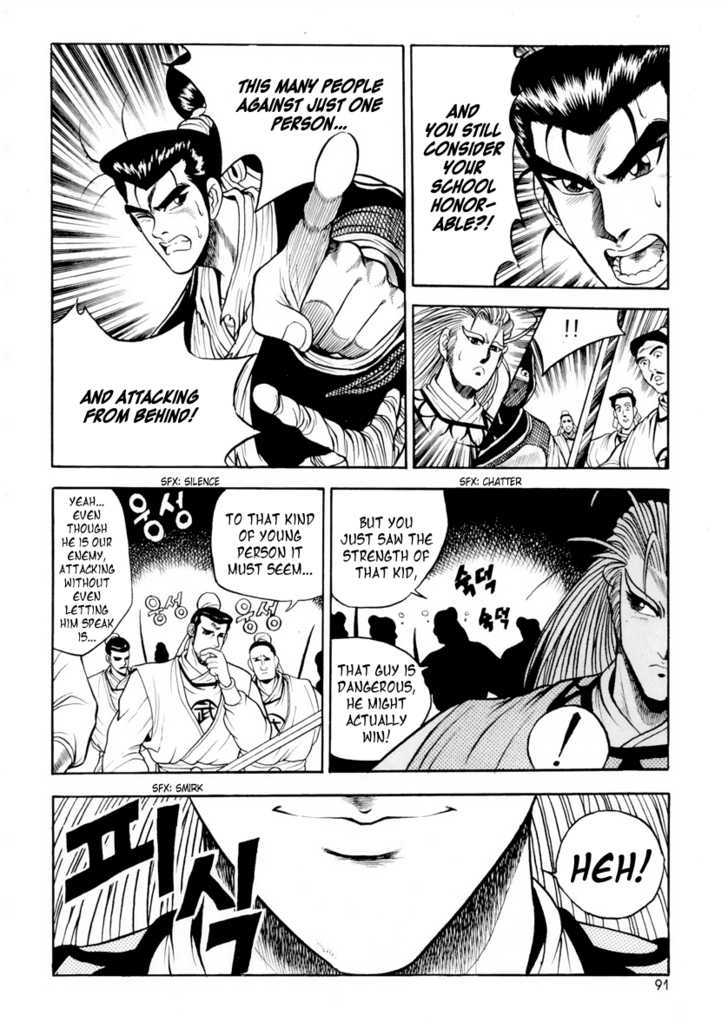 THIS MANY PEOPLE
AGAINST JUST ONE
PERSON...
AND
YOU STILL
CONSIDER
YOUR
SCHOOL
HONOR-
ABLE?!
AND ATTACKING
FROM BEHIND!
!!
SFX: SILENCE
YEAH...
EVEN
THOUGH
HE IS OUR
ENEMY,
ATTACKING
WITHOUT
EVEN
LETTING
HIM SPEAK
IS...
웅성
TO THAT KIND
OF YOUNG
PERSON IT
MUST SEEM...
웅성
웅성
武
SFX: CHATTER
BUT YOU
JUST SAW THE
STRENGTH OF
THAT KID,
쑥덕
쑥덕
THAT GUY IS
DANGEROUS,
HE MIGHT
ACTUALLY
WIN!
!
SFX: SMIRK
피식
HEH!
91